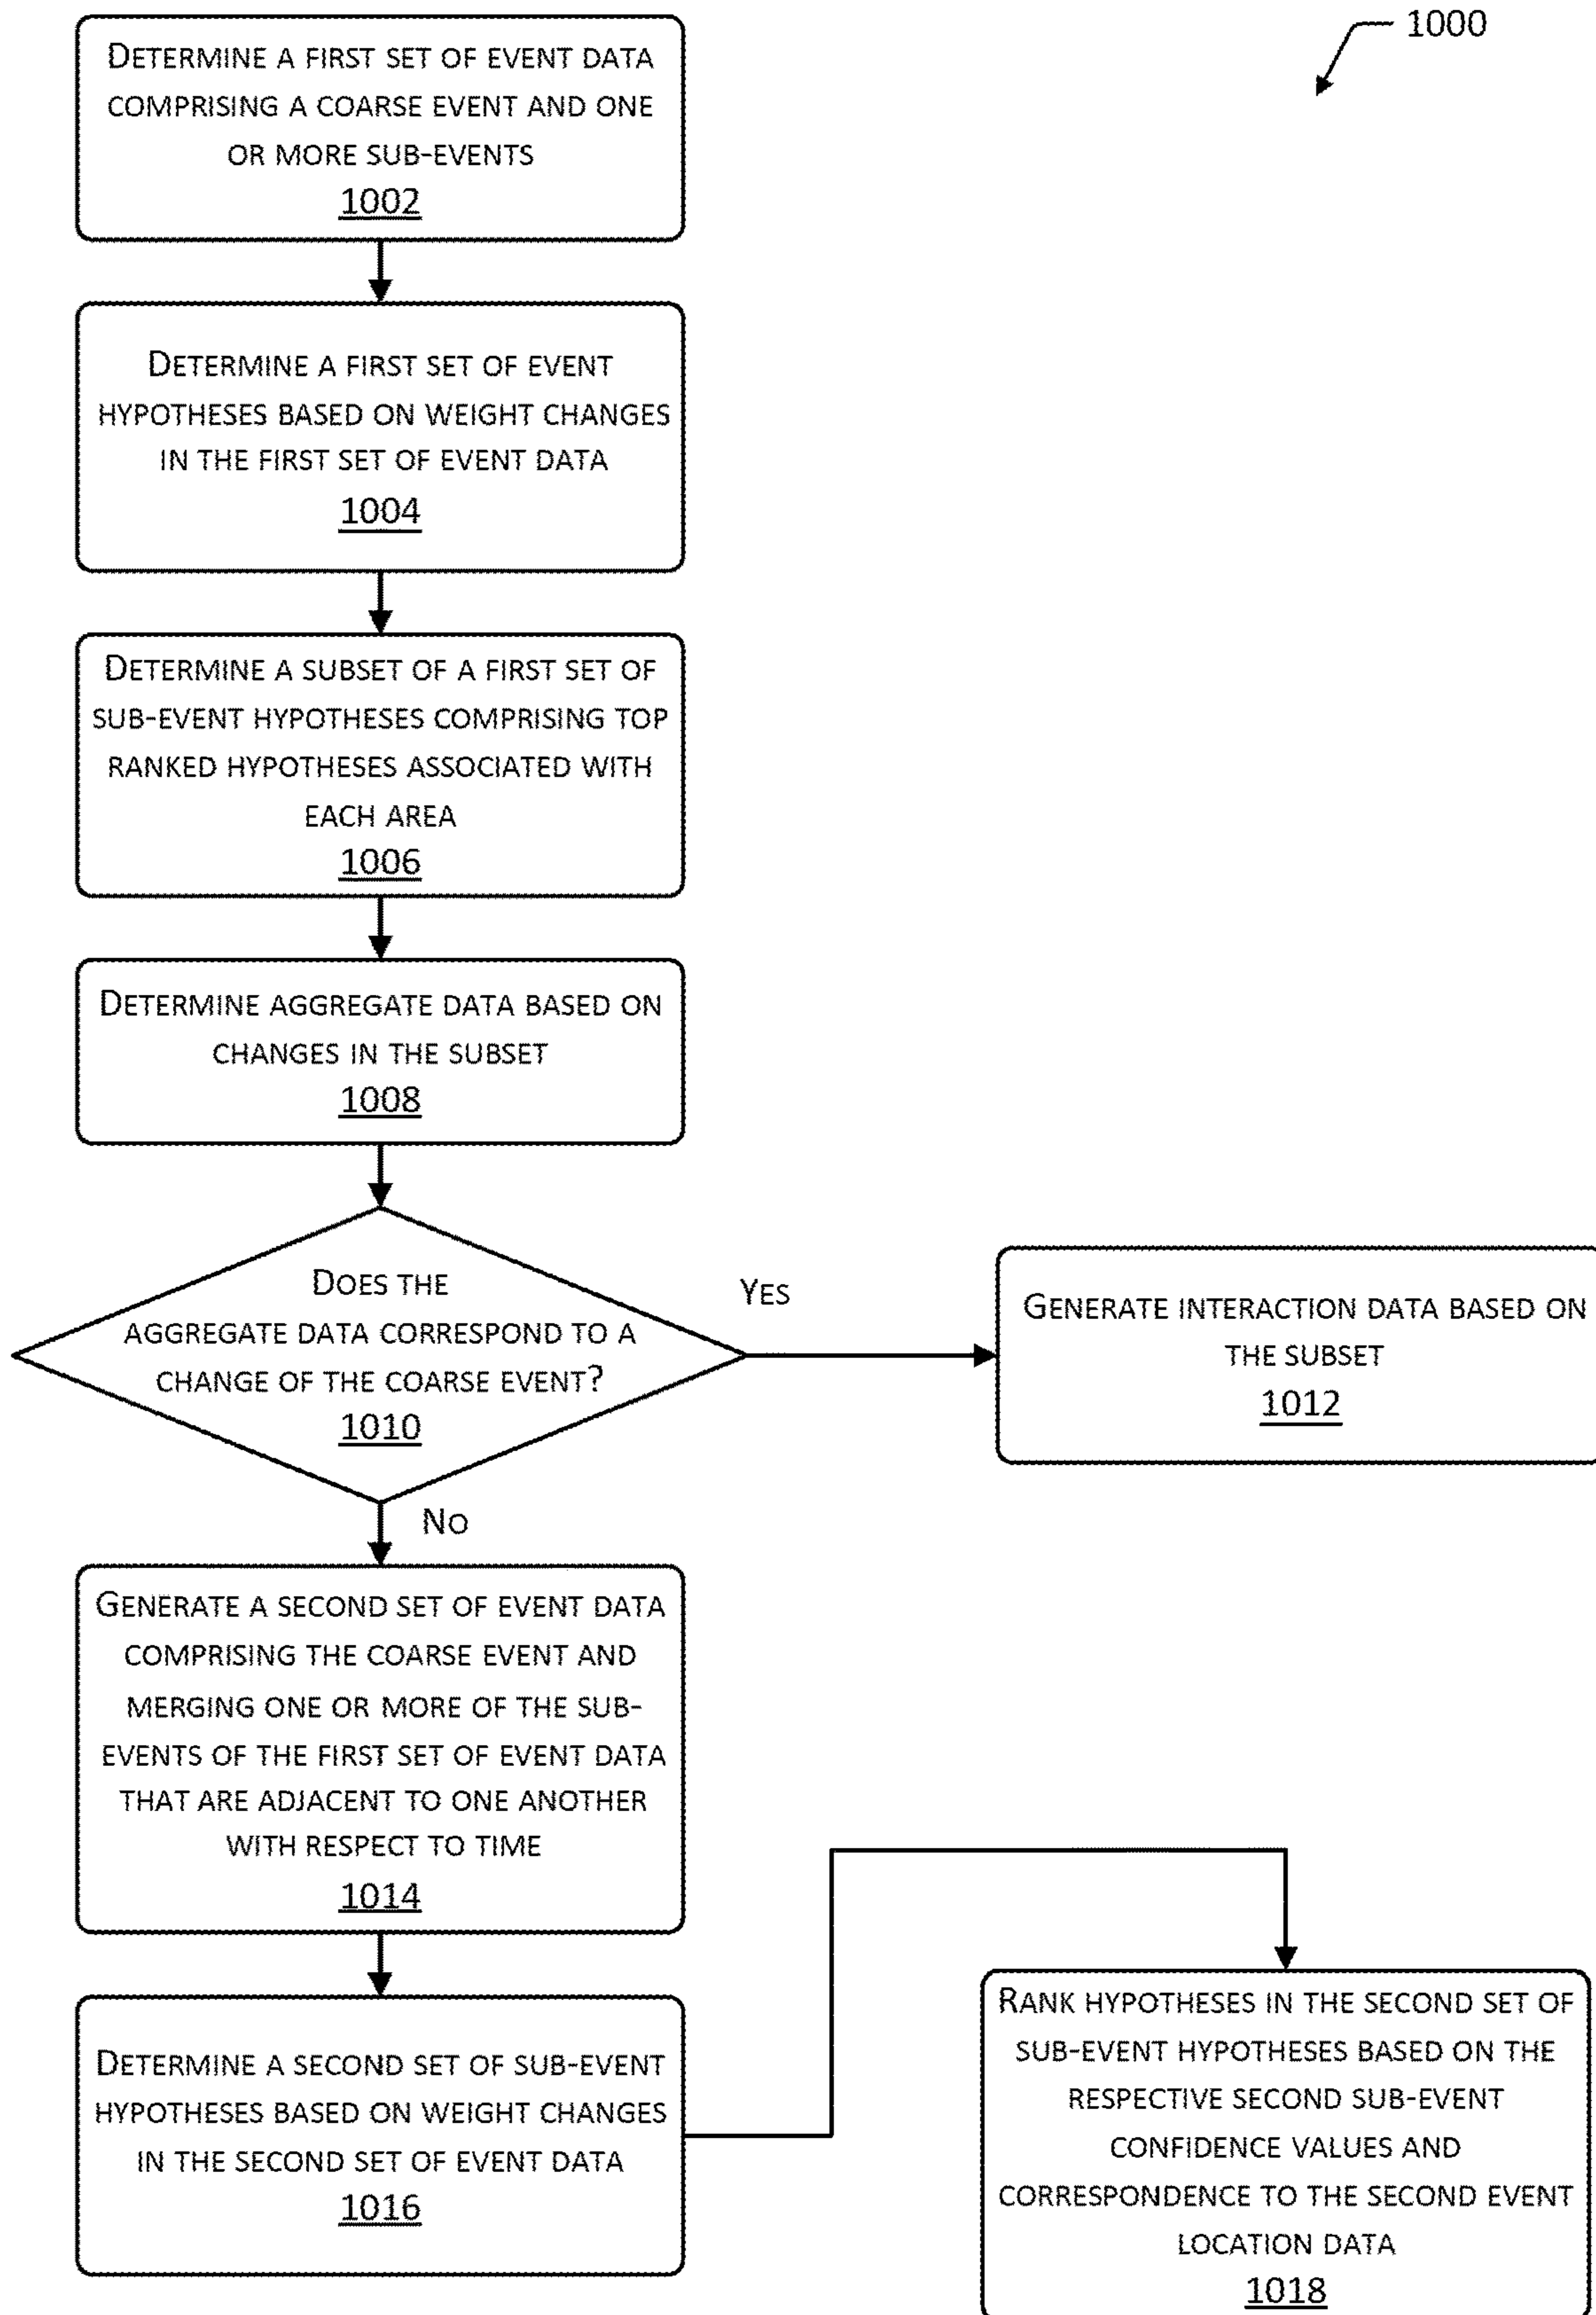 1000
DETERMINE A FIRST SET OF EVENT DATA
COMPRISING A COARSE EVENT AND ONE
OR MORE SUB-EVENTS
1002
DETERMINE A FIRST SET OF EVENT
HYPOTHESES BASED ON WEIGHT CHANGES
IN THE FIRST SET OF EVENT DATA
1004
DETERMINE A SUBSET OF A FIRST SET OF
SUB-EVENT HYPOTHESES COMPRISING TOP
RANKED HYPOTHESES ASSOCIATED WITH
EACH AREA
1006
DETERMINE AGGREGATE DATA BASED ON
CHANGES IN THE SUBSET
1008
DOES THE
AGGREGATE DATA CORRESPOND TO A
CHANGE OF THE COARSE EVENT?
1010
YES
GENERATE INTERACTION DATA BASED ON
THE SUBSET
1012
NO
GENERATE A SECOND SET OF EVENT DATA
COMPRISING THE COARSE EVENT AND
MERGING ONE OR MORE OF THE SUB-
EVENTS OF THE FIRST SET OF EVENT DATA
THAT ARE ADJACENT TO ONE ANOTHER
WITH RESPECT TO TIME
1014
DETERMINE A SECOND SET OF SUB-EVENT
HYPOTHESES BASED ON WEIGHT CHANGES
IN THE SECOND SET OF EVENT DATA
1016
RANK HYPOTHESES IN THE SECOND SET OF
SUB-EVENT HYPOTHESES BASED ON THE
RESPECTIVE SECOND SUB-EVENT
CONFIDENCE VALUES AND
CORRESPONDENCE TO THE SECOND EVENT
LOCATION DATA
1018